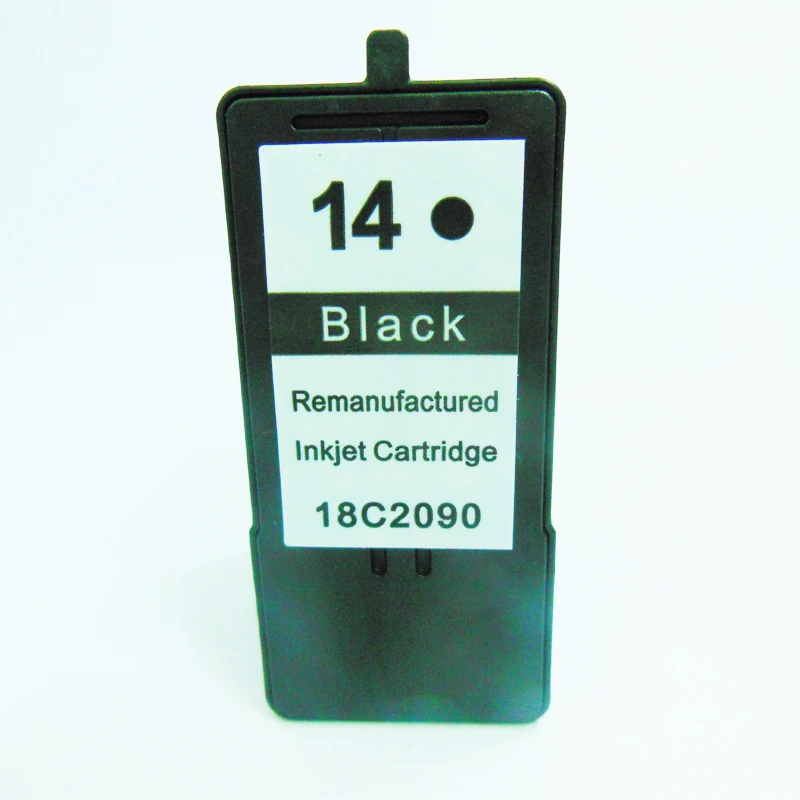 14
Black
Remanufactured
Inkjet Cartridge
18C2090